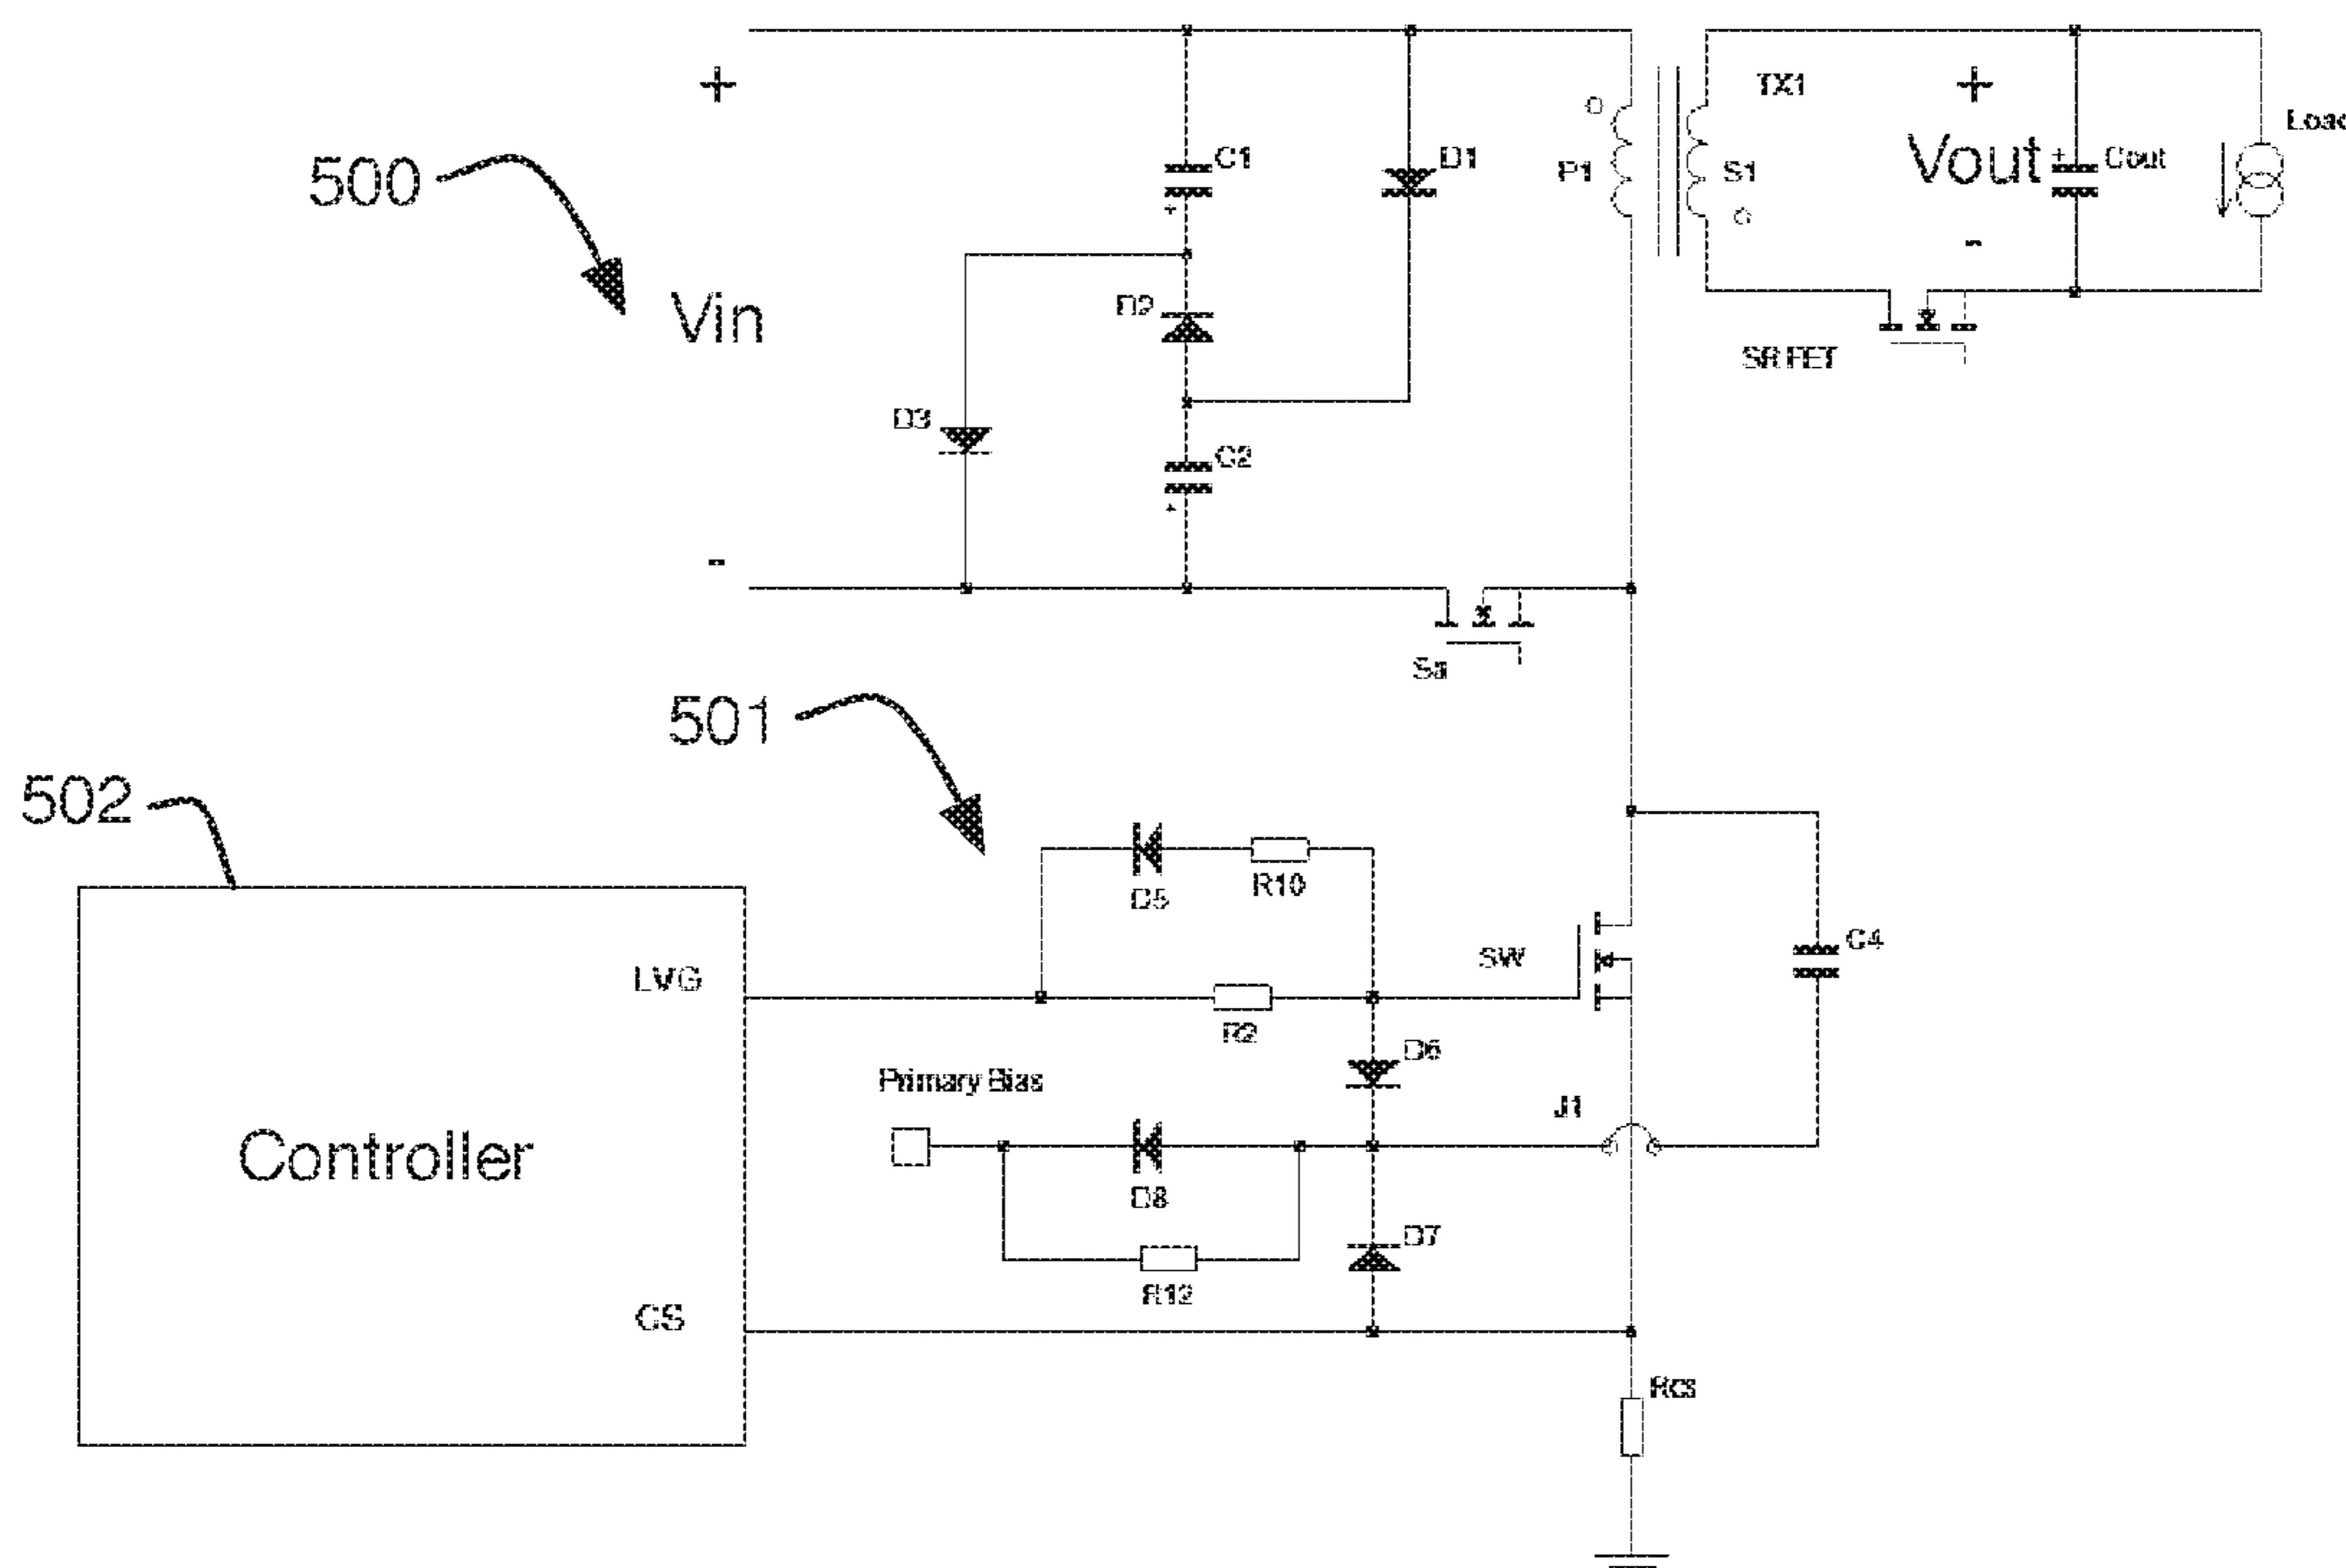 +
TX1
+
Load
500
C1
D1
P1
S1
Vout
+
Cout
+
-
D2
Vin
SR FET
D3
C2
+
-
Sa
501
502
D5
R10
LVG
SW
C4
R2
D6
Primary Bias
J1
Controller
D8
D7
R12
CS
Rcs